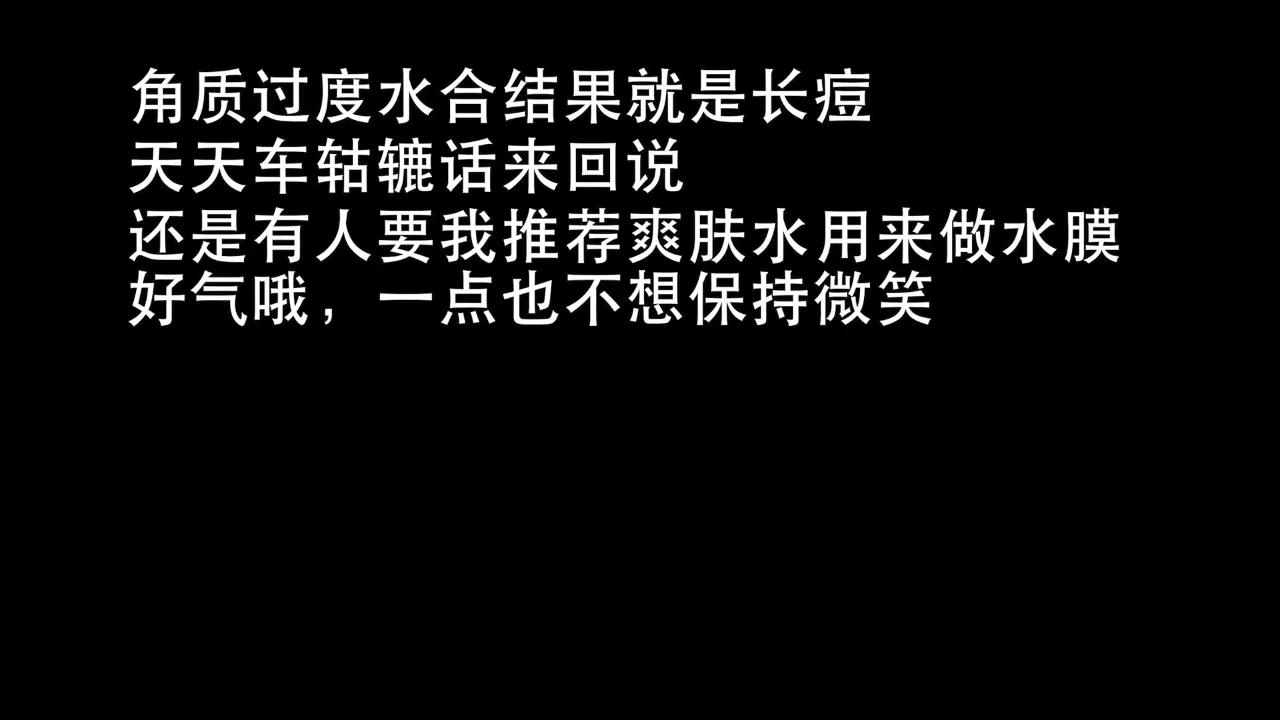 角质过度水合结果就是长痘
天天车轱辘话来回说
还是有人要我推荐爽肤水用来做水膜
好气哦，一点也不想保持微笑